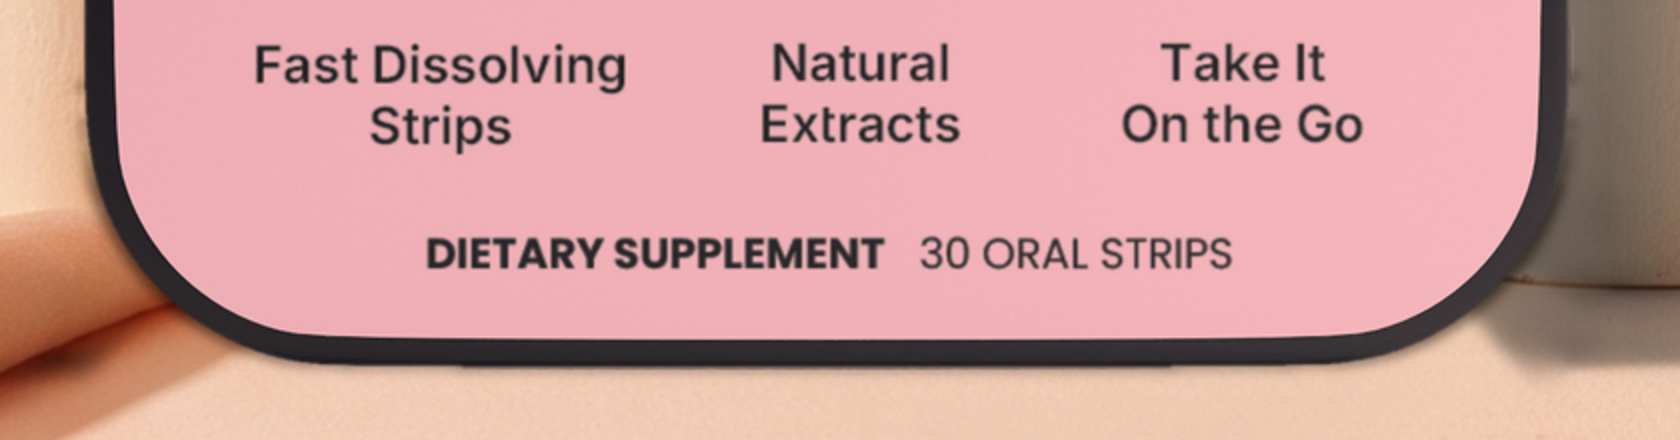 Fast Dissolving
Strips
Natural
Extracts
Take It
On the Go
DIETARY SUPPLEMENT 30 ORAL STRIPS